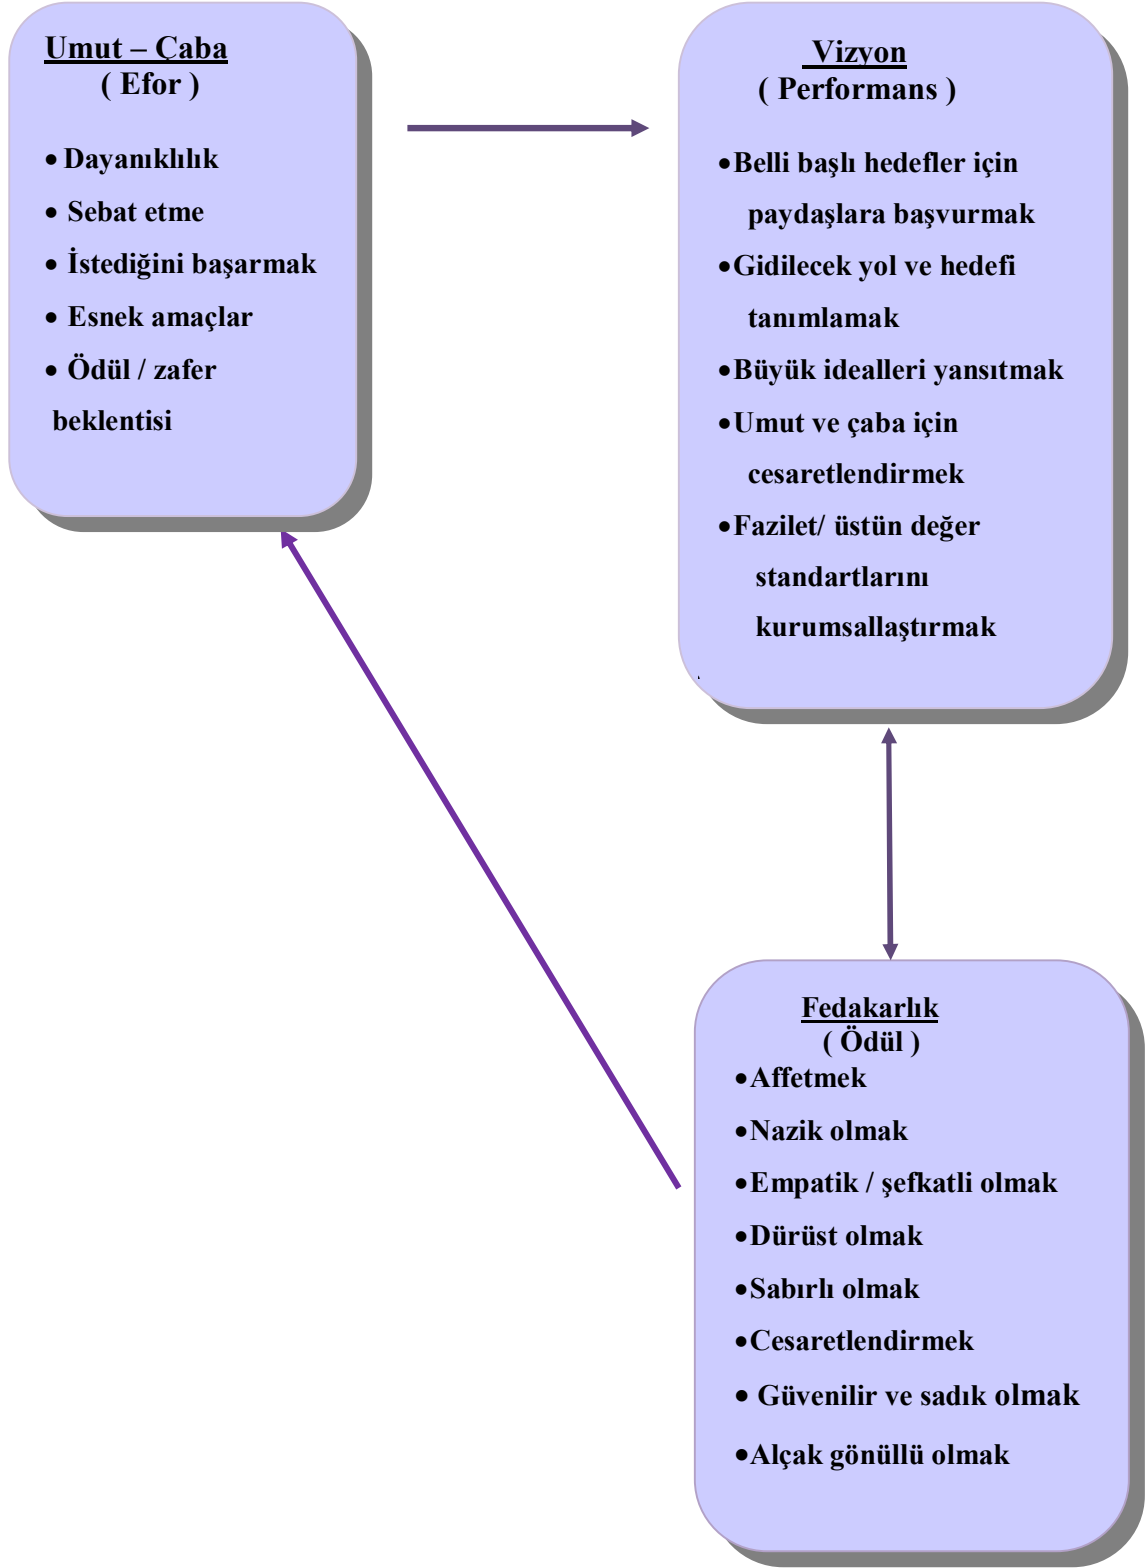 Umut – Çaba
( Efor )
• Dayanıklılık
• Sebat etme
• İstediğini başarmak
• Esnek amaçlar
• Ödül / zafer
beklentisi
Vizyon
( Performans )
•Belli başlı hedefler için
paydaşlara başvurmak
•Gidilecek yol ve hedefi
tanımlamak
•Büyük idealleri yansıtmak
•Umut ve çaba için
cesaretlendirmek
•Fazilet/ üstün değer
standartlarını
kurumsallaştırmak
Fedakarlık
( Ödül )
•Affetmek
•Nazik olmak
•Empatik / şefkatli olmak
•Dürüst olmak
•Sabırlı olmak
•Cesaretlendirmek
• Güvenilir ve sadık olmak
•Alçak gönüllü olmak